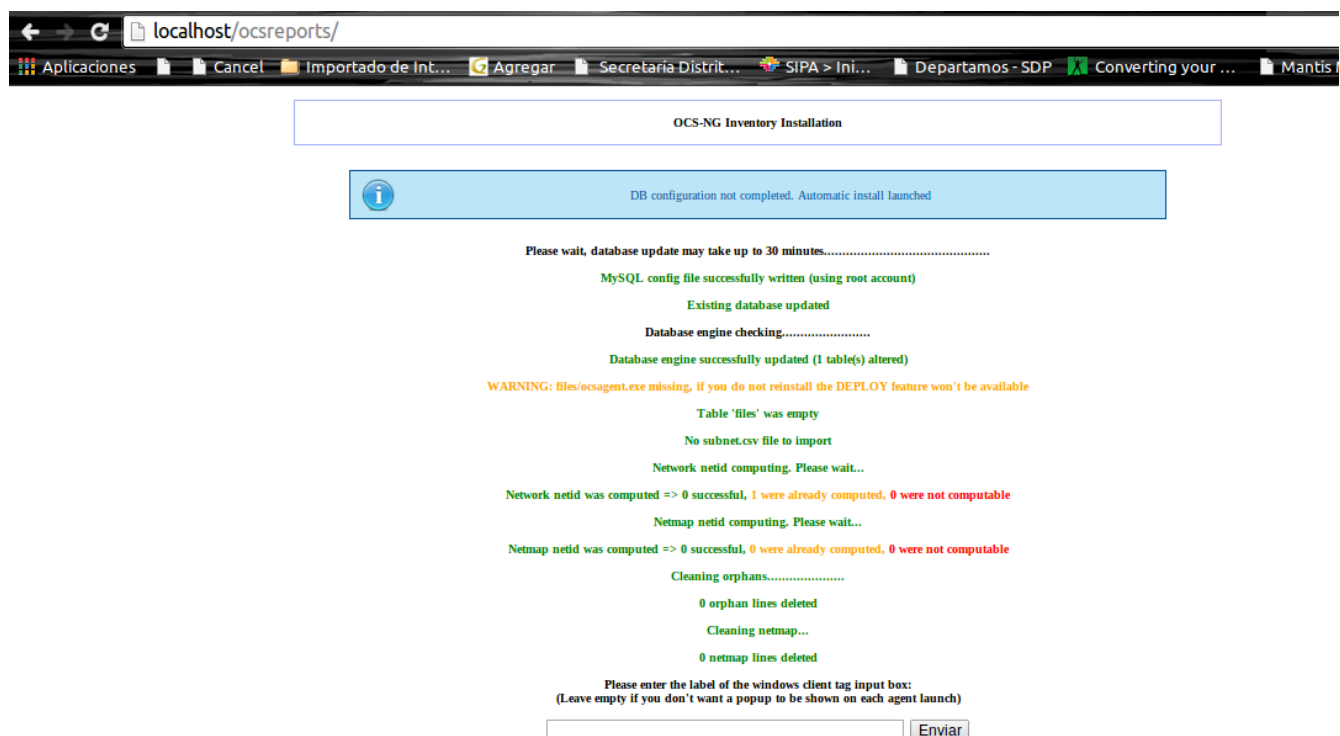 localhost/ocsreports/
Aplicaciones Cancel Importado de Int... Agregar Secretaría Distrit... SIPA > Ini... Departamos - SDP Converting your ... Mantis
OCS-NG Inventory Installation
DB configuration not completed. Automatic install launched
Please wait, database update may take up to 30 minutes.............................................
MySQL config file successfully written (using root account)
Existing database updated
Database engine checking........................
Database engine successfully updated (1 table(s) altered)
WARNING: files/ocsagent.exe missing, if you do not reinstall the DEPLOY feature won't be available
Table 'files' was empty
No subnet.csv file to import
Network netid computing. Please wait...
Network netid was computed => 0 successful, 1 were already computed, 0 were not computable
Netmap netid computing. Please wait...
Netmap netid was computed => 0 successful, 0 were already computed, 0 were not computable
Cleaning orphans.....................
0 orphan lines deleted
Cleaning netmap...
0 netmap lines deleted
Please enter the label of the windows client tag input box:
(Leave empty if you don't want a popup to be shown on each agent launch)
Enviar